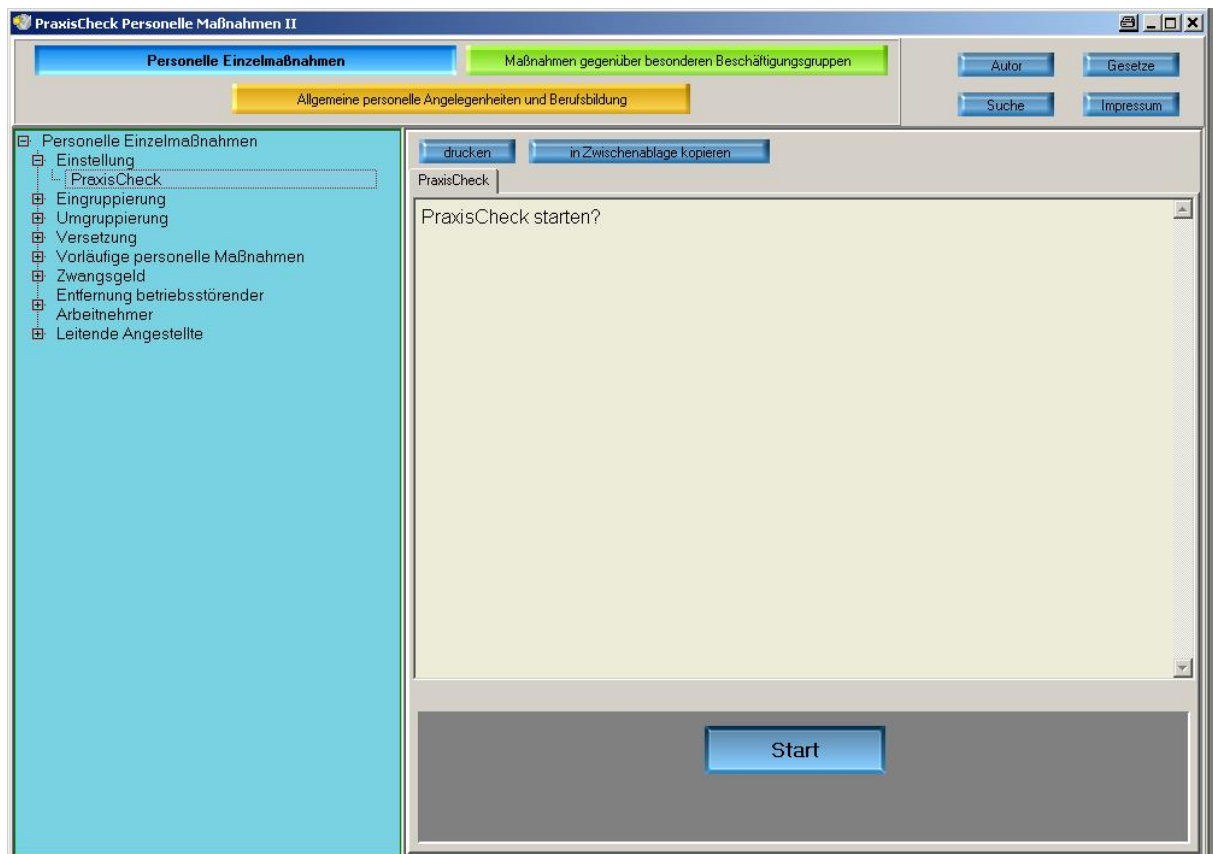 PraxisCheck Personelle Maßnahmen II
Personelle Einzelmaßnahmen
Maßnahmen gegenüber besonderen Beschäftigungsgruppen
Autor
Gesetze
Allgemeine personelle Angelegenheiten und Berufsbildung
Suche
Impressum
Personelle Einzelmaßnahmen
Einstellung
PraxisCheck
Eingruppierung
Umgruppierung
Versetzung
Vorläufige personelle Maßnahmen
Zwangsgeld
Entfernung betriebsstörender
Arbeitnehmer
Leitende Angestellte
drucken
in Zwischenablage kopieren
PraxisCheck
PraxisCheck starten?
Start